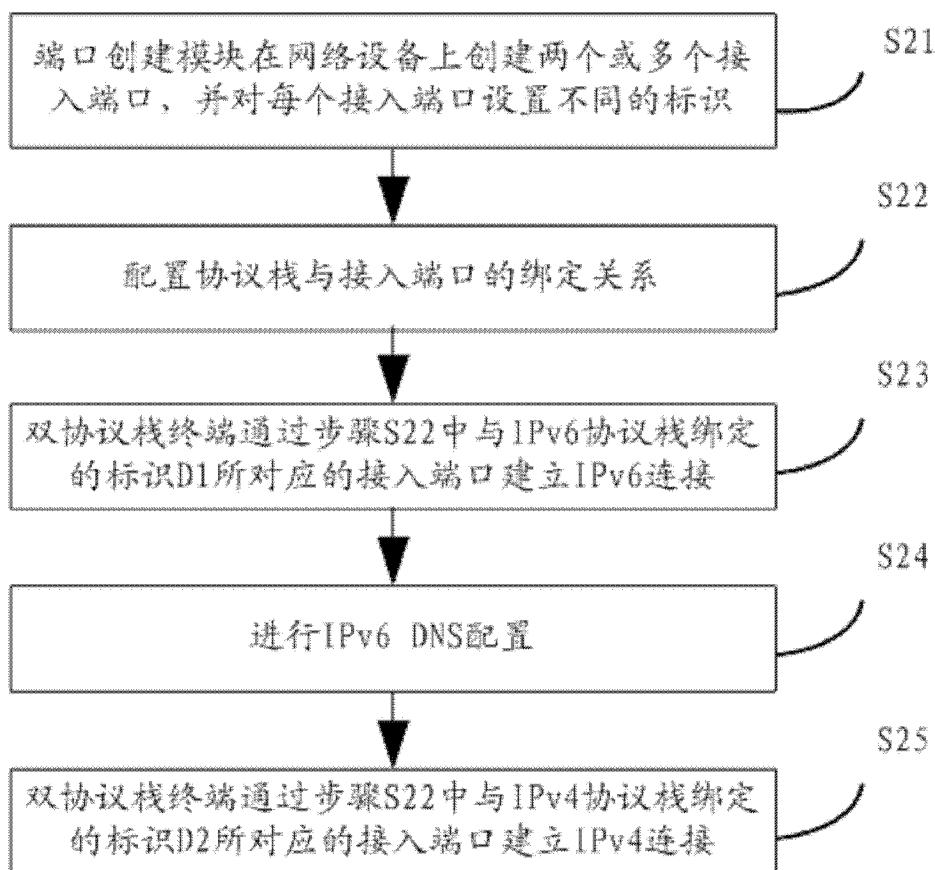 端口创建模块在网络设备上创建两个或多个接
入端口、并对每个接入端口设置不同的标识
S21
配置协议栈与接入端口的绑定关系
S22
双协议栈终端通过步骤S22中与IPv6协议栈绑定
的标识D1所对应的接入端口建立IPv6连接
S23
进行IPv6 DNS配置
S24
双协议栈终端通过步骤S22中与IPv4协议栈绑定
的标识D2所对应的接入端口建立IPv4连接
S25